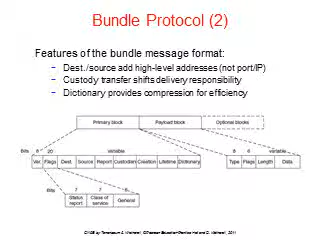 Bundle Protocol (2)
Features of the bundle message format:
– Dest./source add high-level addresses (not port/IP)
– Custody transfer shifts delivery responsibility
– Dictionary provides compression for efficiency
Primary block Payload block Optional blocks
Bits 8 20 variable 8 6 variable
Ver. Flags Dest. Source Report Custodian Creation Lifetime Dictionary Type Flags Length Data
Bits 7 7 6
Status report Class of service General
CN5E by Tanenbaum & Wetherall, © Pearson Education-Prentice Hall and D. Wetherall, 2011